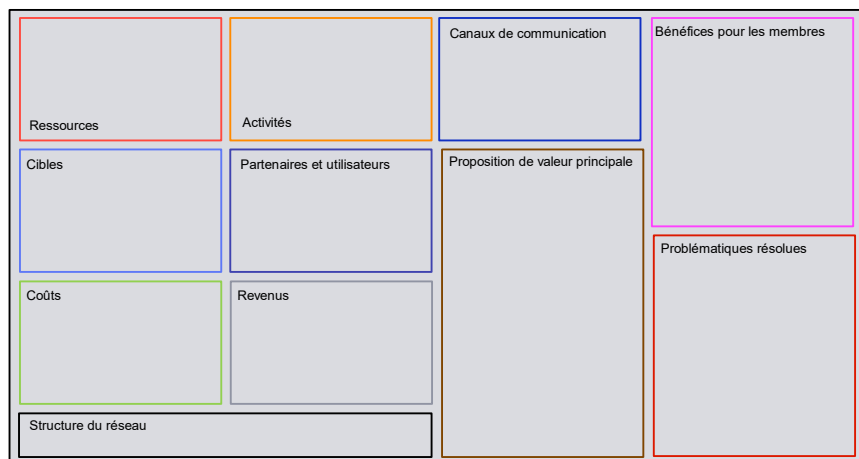 Ressources
Activités
Canaux de communication
Bénéfices pour les membres
Cibles
Partenaires et utilisateurs
Proposition de valeur principale
Problématiques résolues
Coûts
Revenus
Structure du réseau